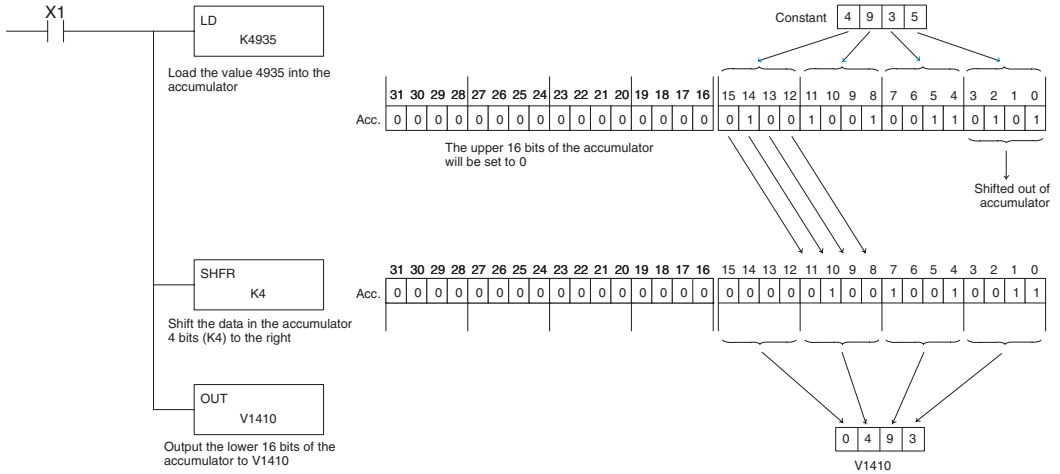 X1
LD
K4935
Load the value 4935 into the
accumulator
Constant 4 9 3 5
31 30 29 28 27 26 25 24 23 22 21 20 19 18 17 16 15 14 13 12 11 10 9 8 7 6 5 4 3 2 1 0
Acc. 0 0 0 0 0 0 0 0 0 0 0 0 0 0 0 0 0 1 0 0 1 0 0 1 0 0 1 1 0 1 0 1
The upper 16 bits of the accumulator
will be set to 0
Shifted out of
accumulator
SHFR
K4
Shift the data in the accumulator
4 bits (K4) to the right
31 30 29 28 27 26 25 24 23 22 21 20 19 18 17 16 15 14 13 12 11 10 9 8 7 6 5 4 3 2 1 0
Acc. 0 0 0 0 0 0 0 0 0 0 0 0 0 0 0 0 0 0 0 0 0 1 0 0 1 0 0 1 0 0 1 1
OUT
V1410
Output the lower 16 bits of the
accumulator to V1410
0 4 9 3
V1410